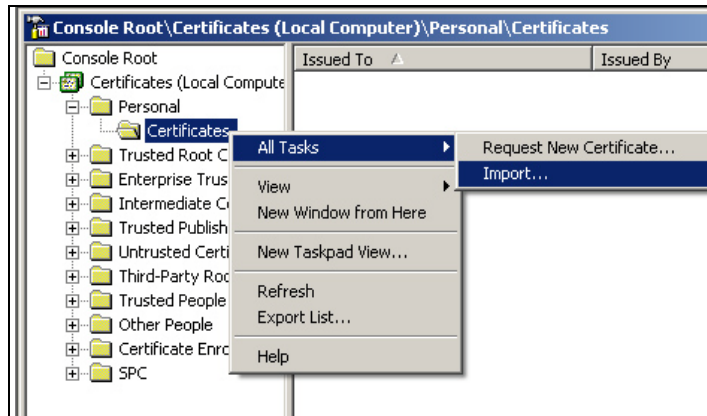 Console Root\Certificates (Local Computer)\Personal\Certificates
Console Root
Certificates (Local Compute
Personal
Certificates
Trusted Root C
Enterprise Trus
Intermediate C
Trusted Publish
Untrusted Certi
Third-Party Roo
Trusted People
Other People
Certificate Enro
SPC
Issued To
Issued By
All Tasks
View
New Window from Here
New Taskpad View...
Refresh
Export List...
Help
Request New Certificate...
Import...